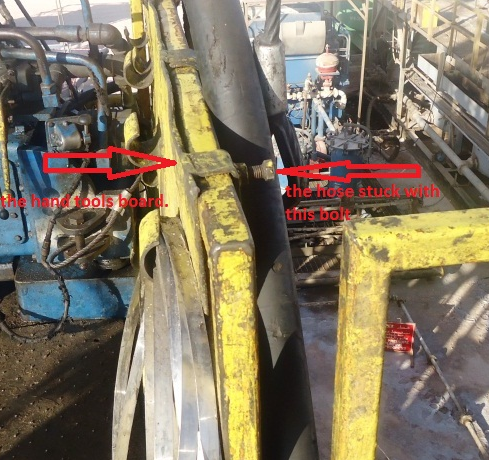 the hand tools board.
the hose stuck with
this bolt